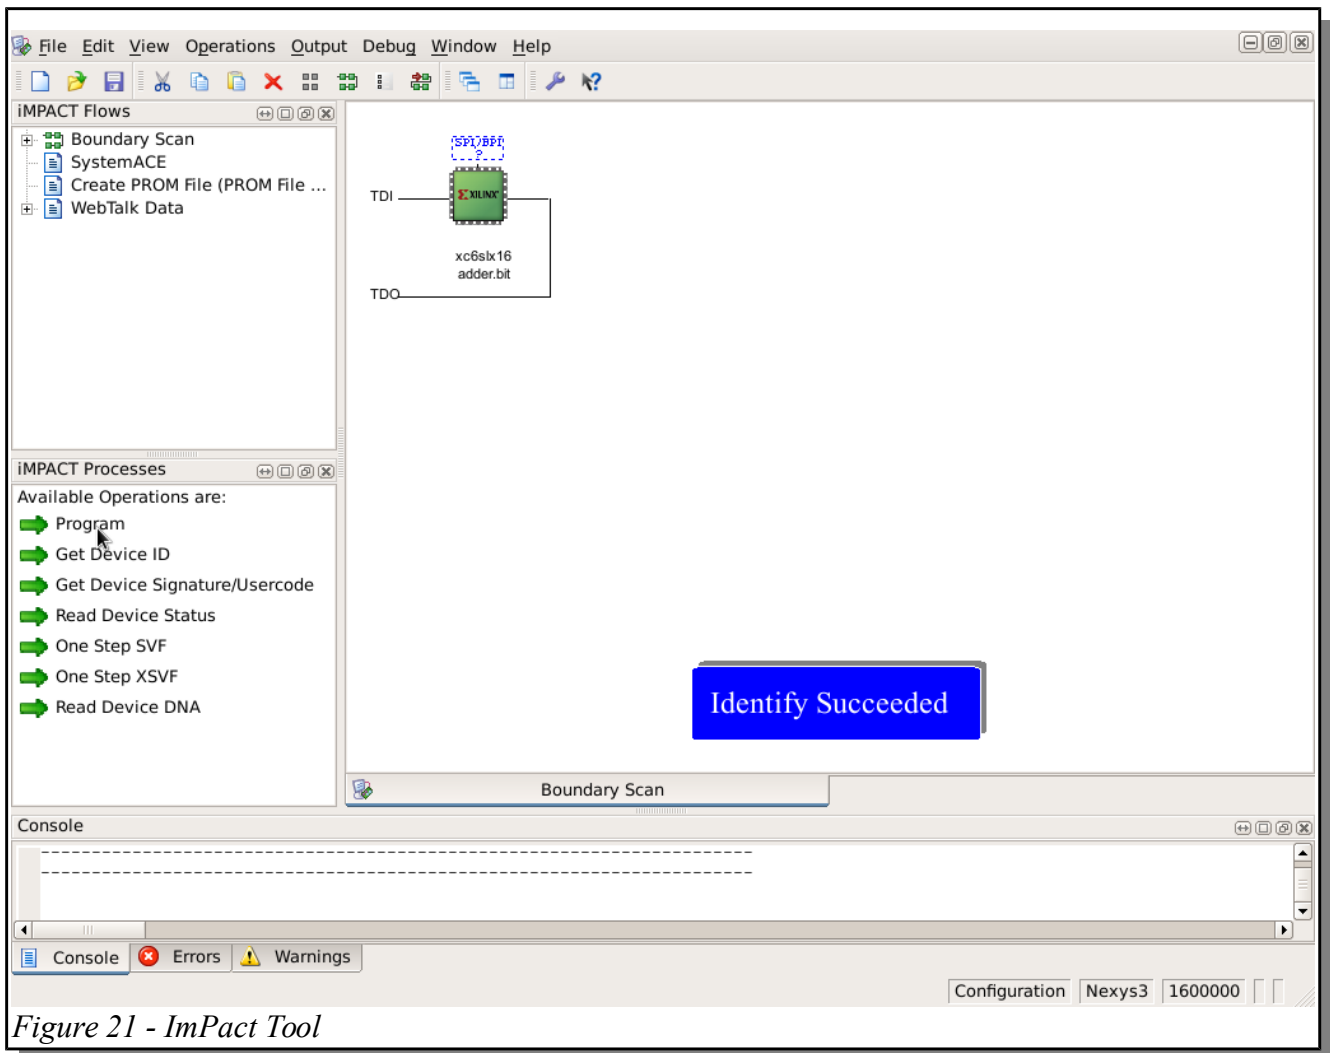 File Edit View Operations Output Debug Window Help
iMPACT Flows
Boundary Scan
SystemACE
Create PROM File (PROM File ...
WebTalk Data
SPI/BPI
?
TDI
XILINX
xc6slx16
adder.bit
TDO
iMPACT Processes
Available Operations are:
Program
Get Device ID
Get Device Signature/Usercode
Read Device Status
One Step SVF
One Step XSVF
Read Device DNA
Identify Succeeded
Boundary Scan
Console
----------------------------------------------------------------------
----------------------------------------------------------------------
Console Errors Warnings
Configuration Nexys3 1600000
Figure 21 - ImPact Tool